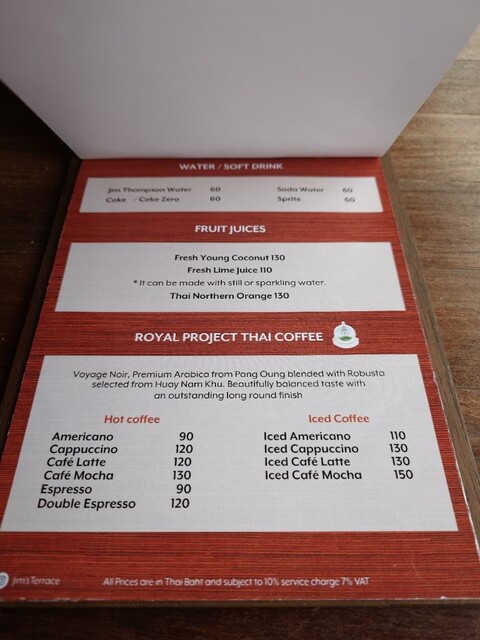 WATER / SOFT DRINK
Jim Thompson Water 60 Soda Water 60
Coke / Coke Zero 60 Sprite 60
FRUIT JUICES
Fresh Young Coconut 130
Fresh Lime Juice 110
* It can be made with still or sparkling water.
Thai Northern Orange 130
ROYAL PROJECT THAI COFFEE
Voyage Noir, Premium Arabica from Pang Oung blended with Robusta
selected from Huay Nam Khu. Beautifully balanced taste with
an outstanding long round finish
Hot coffee Iced Coffee
Americano 90 Iced Americano 110
Cappuccino 120 Iced Cappuccino 130
Café Latte 120 Iced Café Latte 130
Café Mocha 130 Iced Café Mocha 150
Espresso 90
Double Espresso 120
Jim's Terrace All Prices are in Thai Baht and subject to 10% service charge 7% VAT